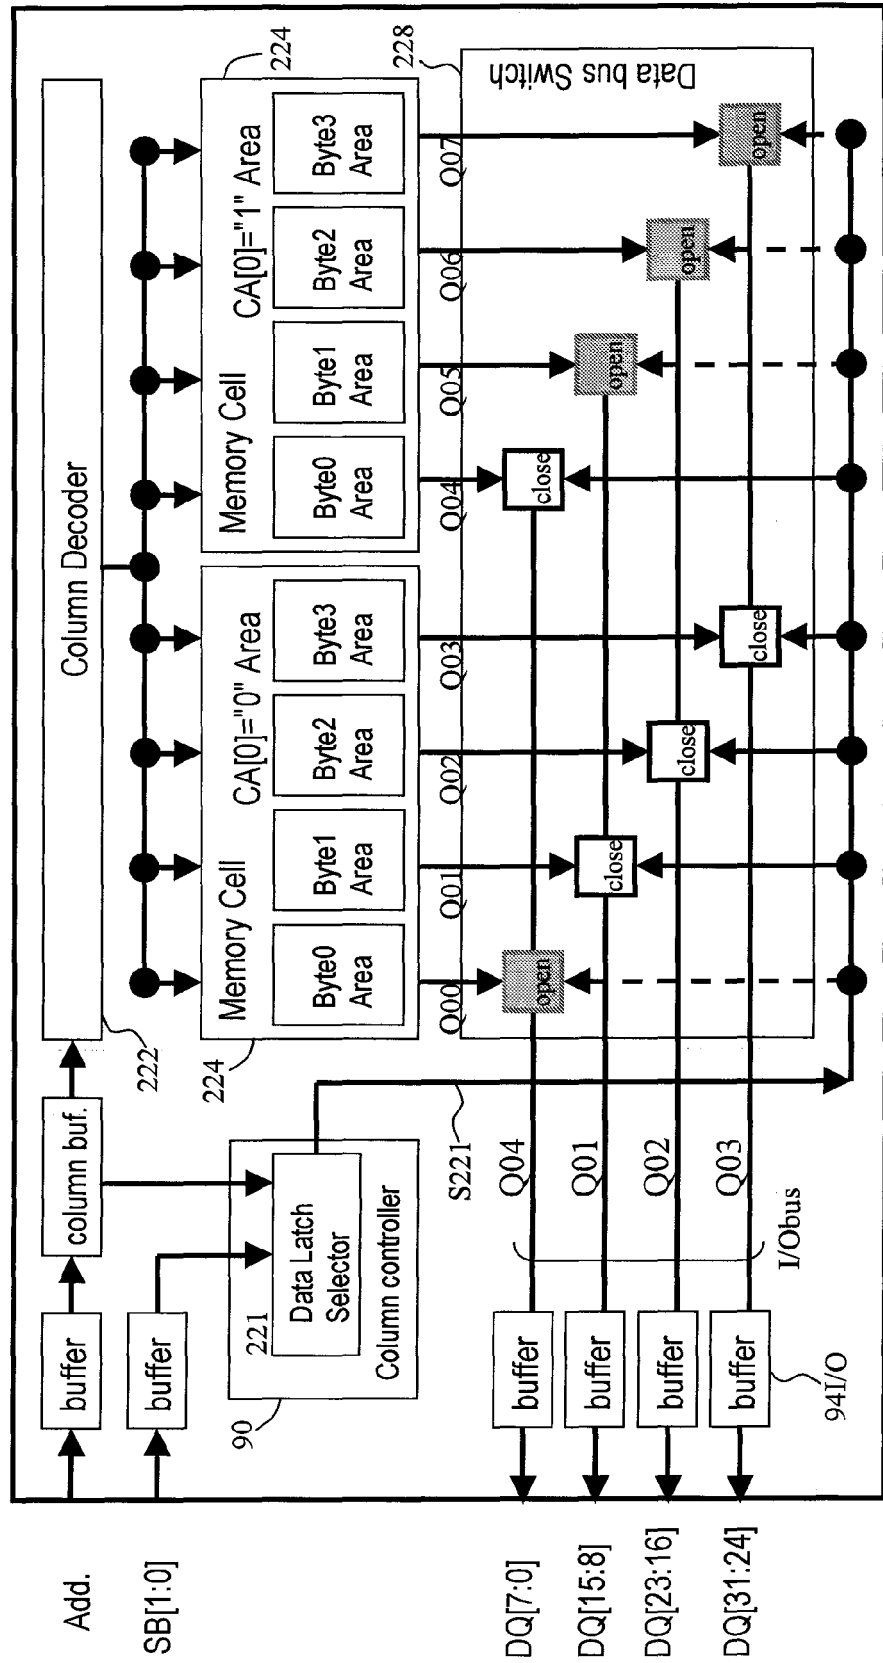 Add.
buffer
column buf.
222
Column Decoder
SB[1:0]
buffer
90
221
Data Latch
Selector
Column controller
224
Memory Cell
CA[0]="0" Area
Byte0
Area
Byte1
Area
Byte2
Area
Byte3
Area
Memory Cell
CA[0]="1" Area
224
Byte0
Area
Byte1
Area
Byte2
Area
Byte3
Area
Q00
Q01
Q02
Q03
Q04
Q05
Q06
Q07
228
Data bus Switch
S221
open
close
close
close
close
open
open
open
DQ[7:0]
buffer
Q04
DQ[15:8]
buffer
Q01
DQ[23:16]
buffer
Q02
DQ[31:24]
buffer
Q03
94I/O
I/Obus